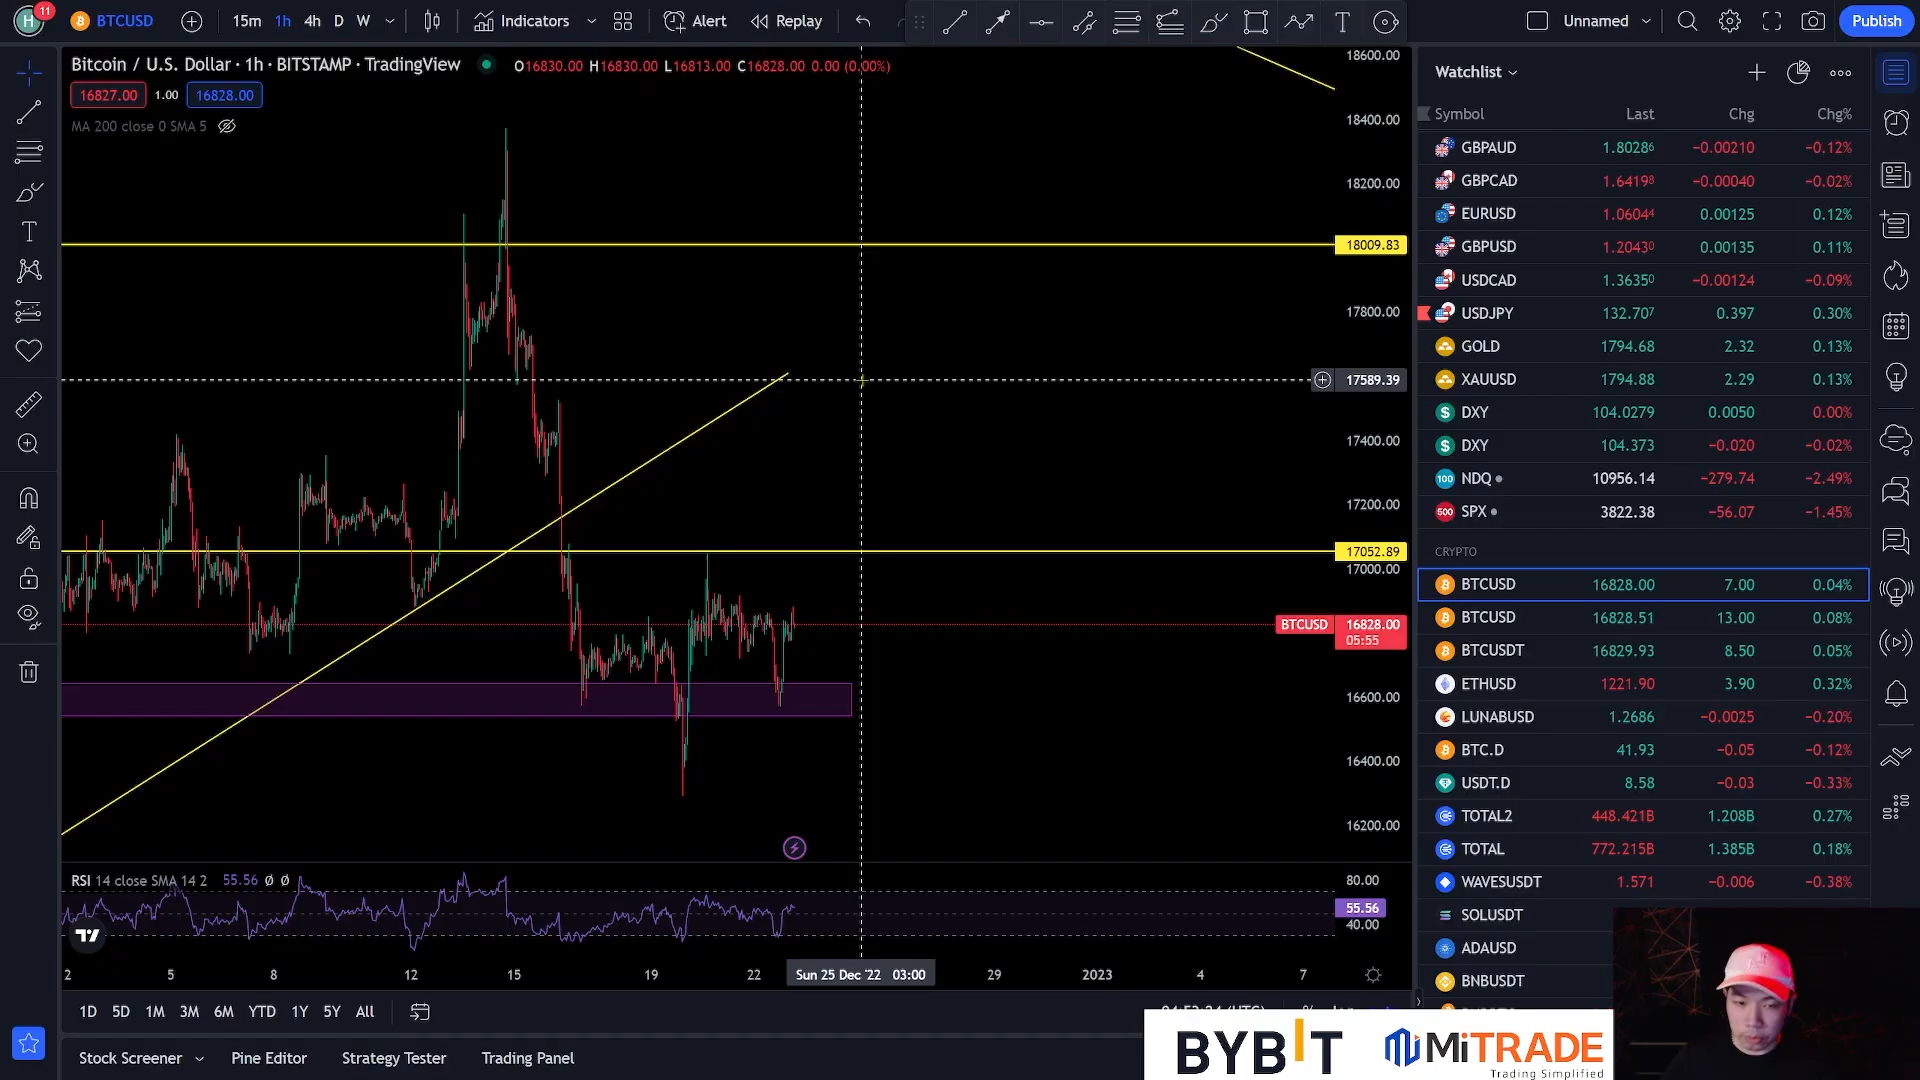 H 11 BTCUSD 15m 1h 4h D W Indicators Alert Replay Unnamed Publish
Bitcoin / U.S. Dollar · 1h · BITSTAMP · TradingView O16830.00 H16830.00 L16813.00 C16828.00 0.00 (0.00%)
16827.00 1.00 16828.00
MA 200 close 0 SMA 5
18600.00
18400.00
18200.00
18009.83
17800.00
17589.39
17400.00
17200.00
17052.89
17000.00
BTCUSD 16828.00
05:55
16600.00
16400.00
16200.00
RSI 14 close SMA 14 2 55.56 Ø Ø
80.00
55.56
40.00
2 5 8 12 15 19 22 Sun 25 Dec '22 03:00 29 2023 4 7
1D 5D 1M 3M 6M YTD 1Y 5Y All
Stock Screener Pine Editor Strategy Tester Trading Panel
Watchlist
Symbol Last Chg Chg%
GBPAUD 1.80286 −0.00210 −0.12%
GBPCAD 1.64198 −0.00040 −0.02%
EURUSD 1.06044 0.00125 0.12%
GBPUSD 1.20430 0.00135 0.11%
USDCAD 1.36350 −0.00124 −0.09%
USDJPY 132.707 0.397 0.30%
GOLD 1794.68 2.32 0.13%
XAUUSD 1794.88 2.29 0.13%
DXY 104.0279 0.0050 0.00%
DXY 104.373 −0.020 −0.02%
100 NDQ 10956.14 −279.74 −2.49%
500 SPX 3822.38 −56.07 −1.45%
CRYPTO
BTCUSD 16828.00 7.00 0.04%
BTCUSD 16828.51 13.00 0.08%
BTCUSDT 16829.93 8.50 0.05%
ETHUSD 1221.90 3.90 0.32%
LUNABUSD 1.2686 −0.0025 −0.20%
BTC.D 41.93 −0.05 −0.12%
USDT.D 8.58 −0.03 −0.33%
TOTAL2 448.421B 1.208B 0.27%
TOTAL 772.215B 1.385B 0.18%
WAVESUSDT 1.571 −0.006 −0.38%
SOLUSDT
ADAUSD
BNBUSDT
BYBIT MiTRADE
Trading Simplified